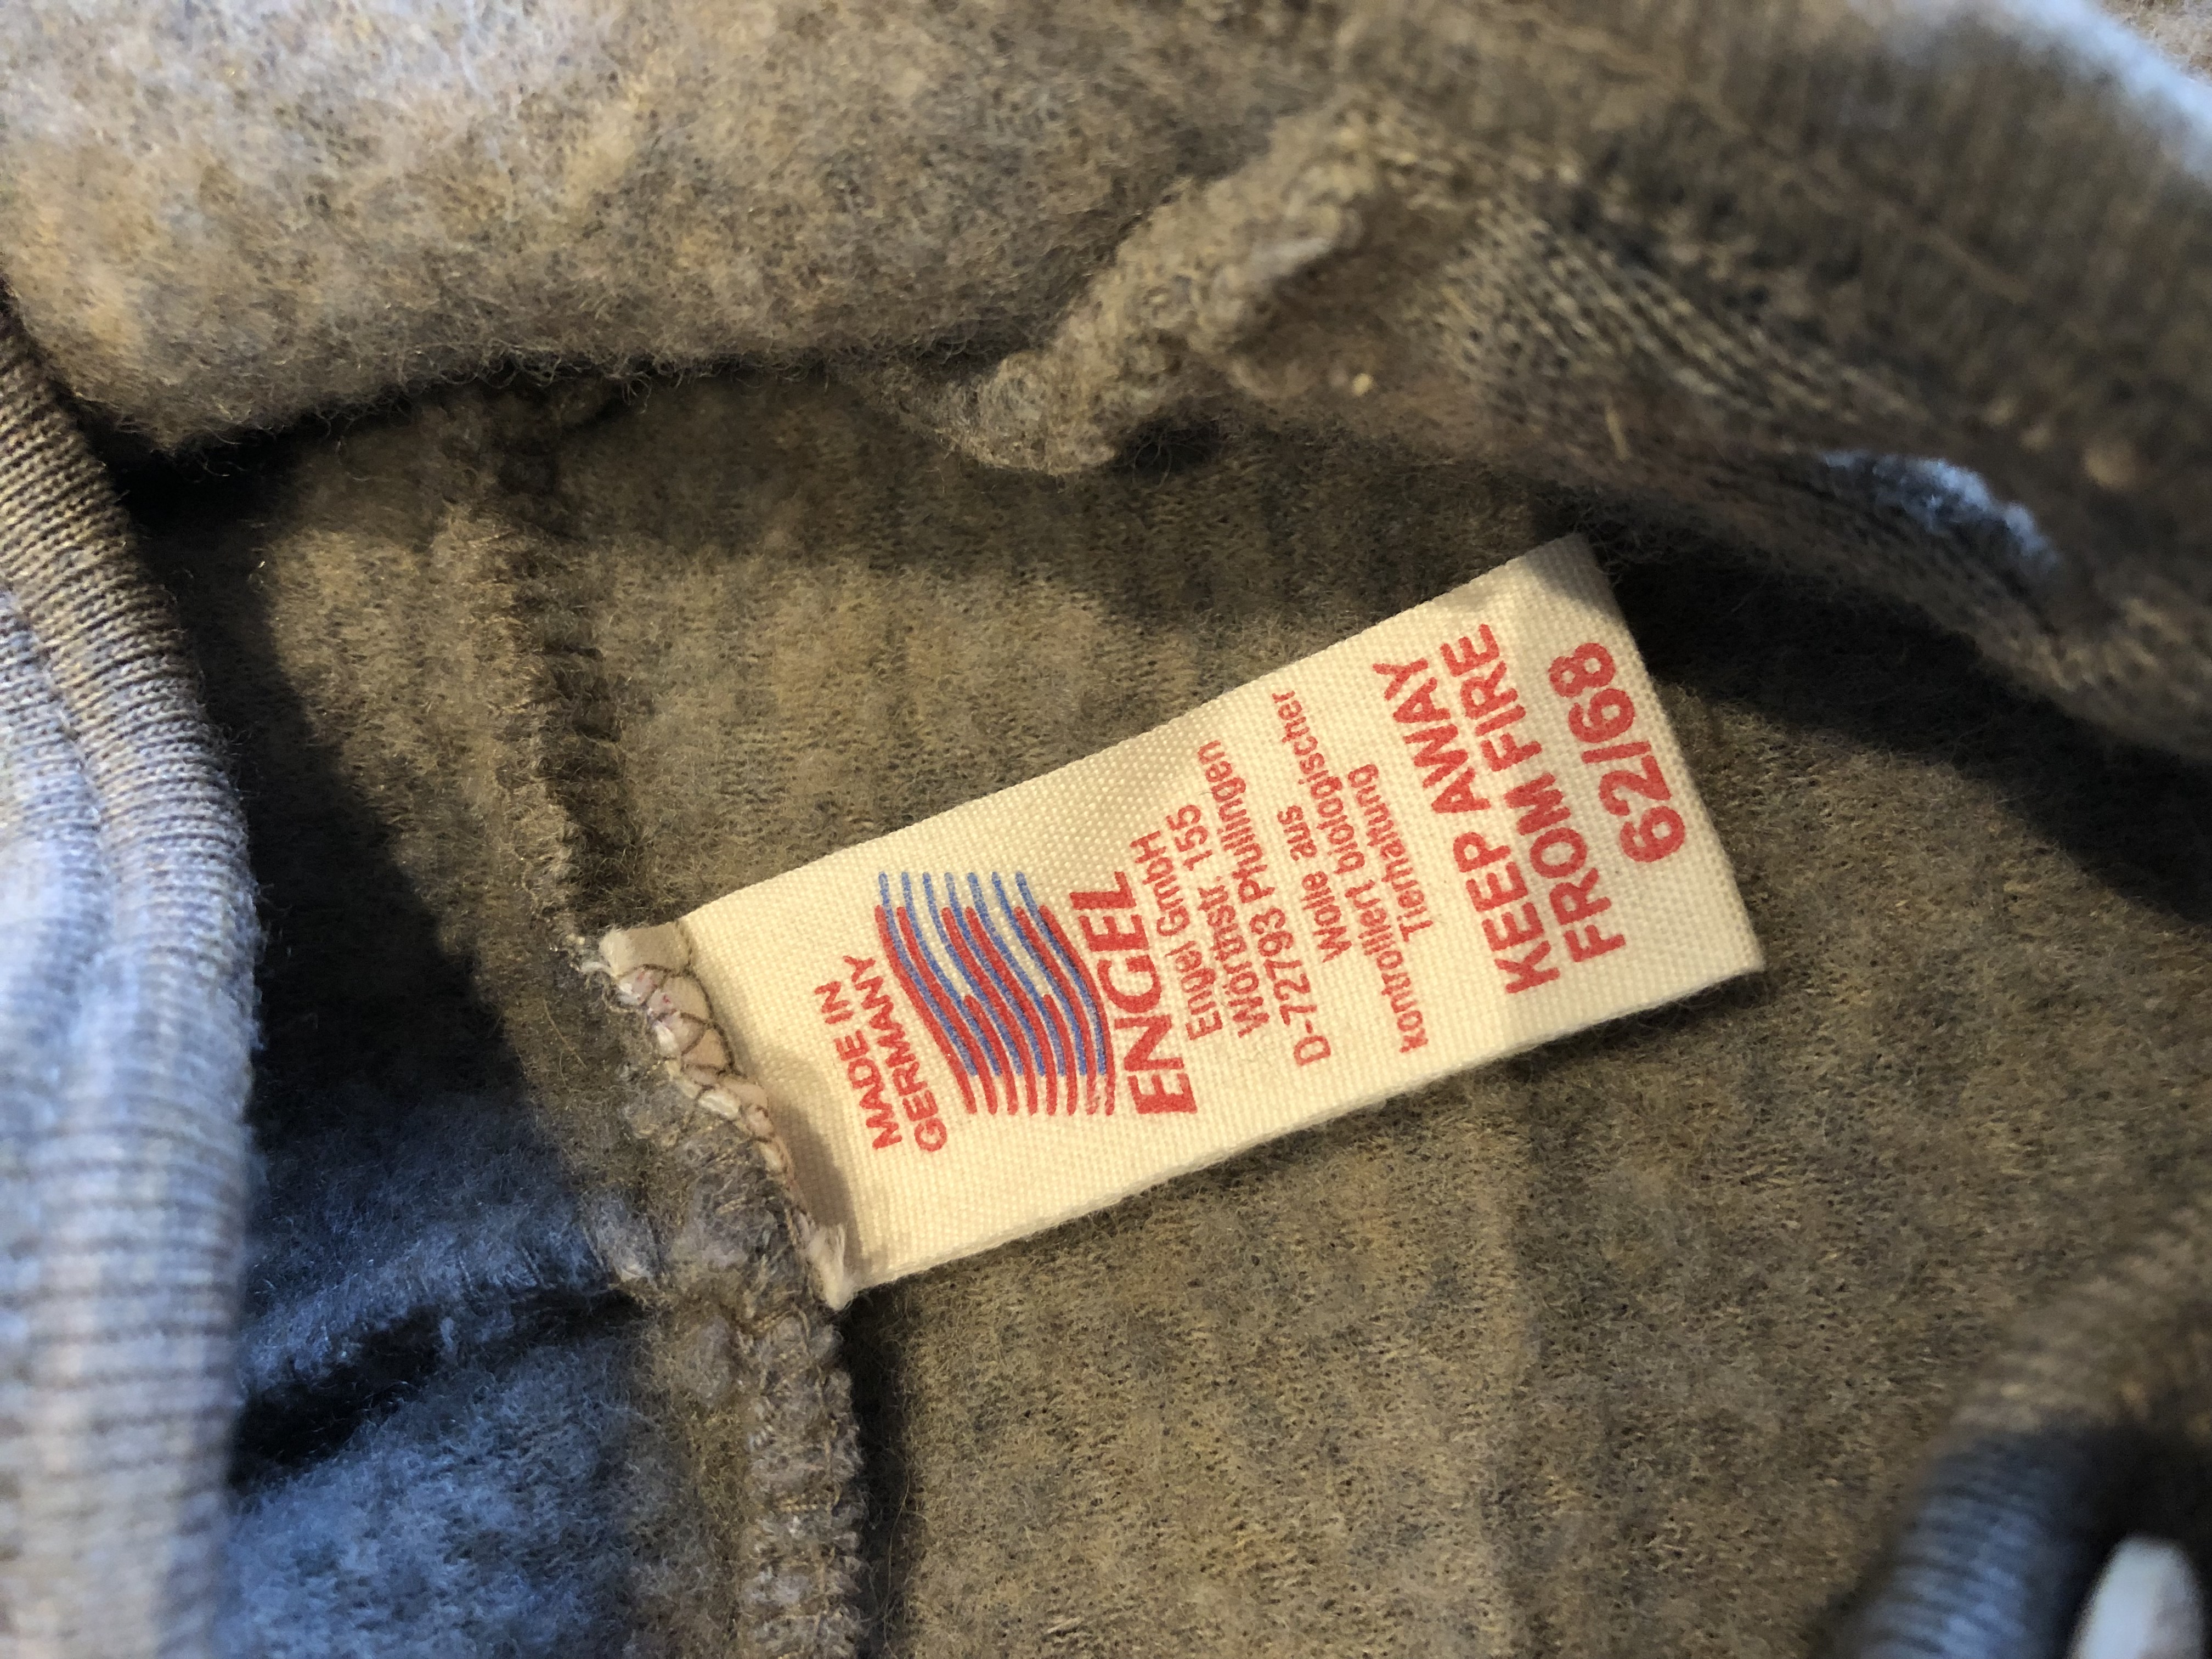 MADE IN
GERMANY
ENGEL
Engel GmbH
Wörthstr 155
D-72793 Pfullingen
Wolle aus
kontrolliert biologischer
Tierhaltung
KEEP AWAY
FROM FIRE
62/68